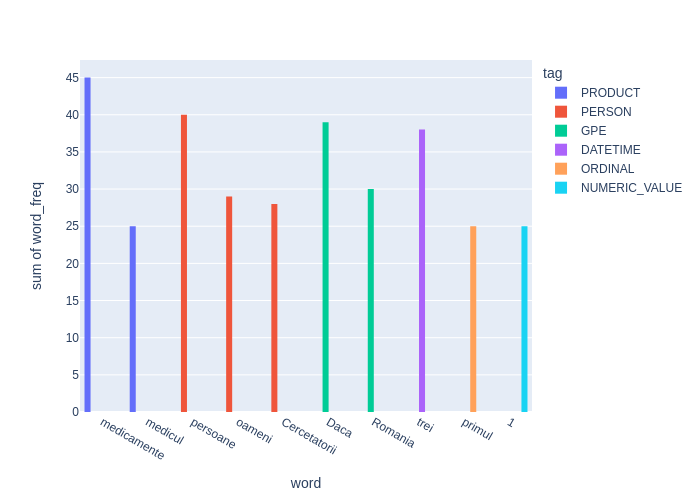 tag
PRODUCT
PERSON
GPE
DATETIME
ORDINAL
NUMERIC_VALUE
sum of word_freq
45
40
35
30
25
20
15
10
5
0
medicamente
medicul
persoane
oameni
Cercetatorii
Daca
Romania
trei
primul
1
word